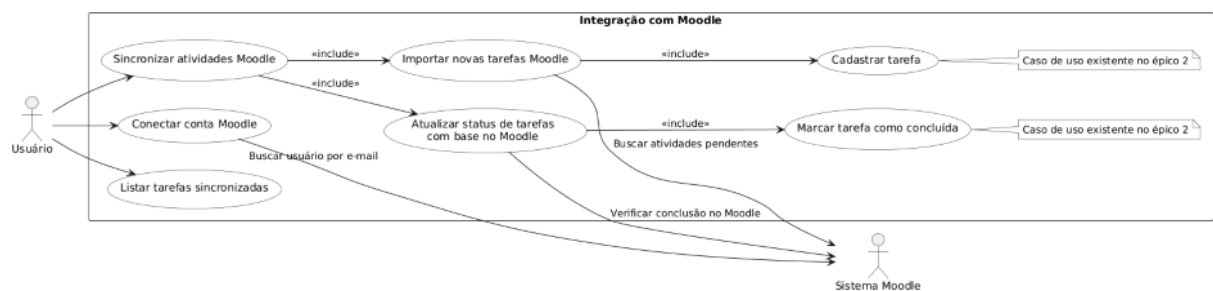 Integração com Moodle
Sincronizar atividades Moodle
«include»
Importar novas tarefas Moodle
«include»
Cadastrar tarefa
Caso de uso existente no épico 2
«include»
Usuário
Conectar conta Moodle
Atualizar status de tarefas
com base no Moodle
«include»
Marcar tarefa como concluída
Caso de uso existente no épico 2
Buscar usuário por e-mail
Buscar atividades pendentes
Listar tarefas sincronizadas
Verificar conclusão no Moodle
Sistema Moodle